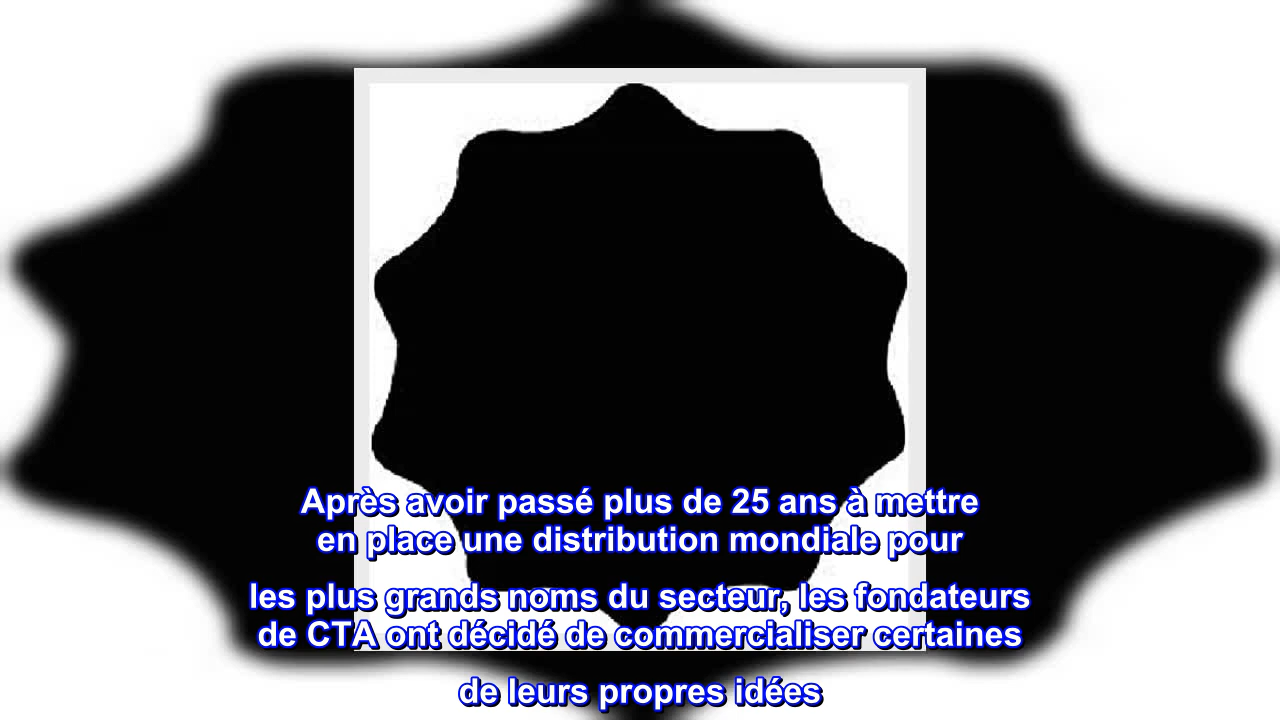 Après avoir passé plus de 25 ans à mettre
en place une distribution mondiale pour
les plus grands noms du secteur, les fondateurs
de CTA ont décidé de commercialiser certaines
de leurs propres idées